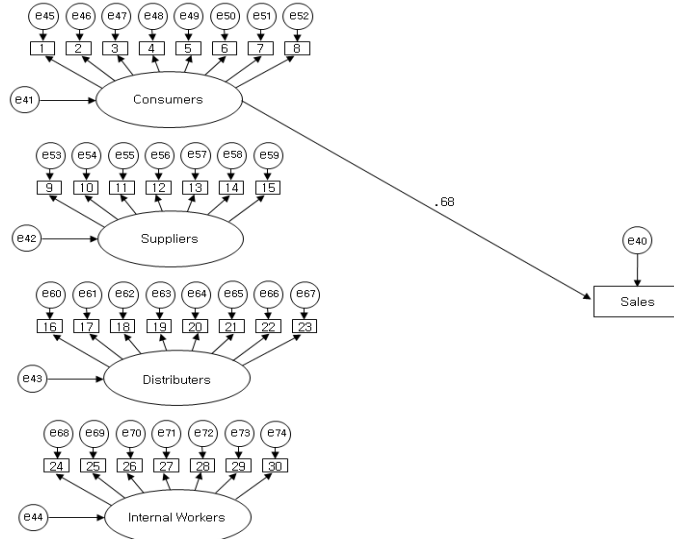 e45 e46 e47 e48 e49 e50 e51 e52
1 2 3 4 5 6 7 8
e41 Consumers
e53 e54 e55 e56 e57 e58 e59
9 10 11 12 13 14 15
.68
e42 Suppliers
e40
e60 e61 e62 e63 e64 e65 e66 e67
Sales
16 17 18 19 20 21 22 23
e43 Distributers
e68 e69 e70 e71 e72 e73 e74
24 25 26 27 28 29 30
e44 Internal Workers